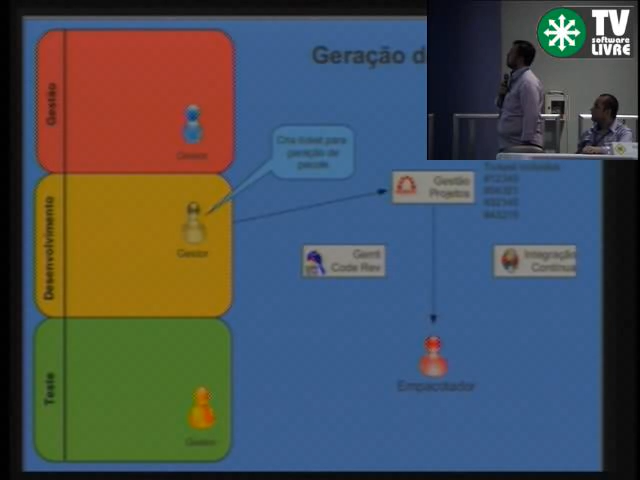 Geração d
TV
software
LIVRE
Gestão
Gestor
Cria ticket para
geração de
pacote
Gestão
Projetos
Desenvolvimento
Gestor
Gerrit
Code Rev
Integração
Contínua
Empacotador
Teste
Gestor